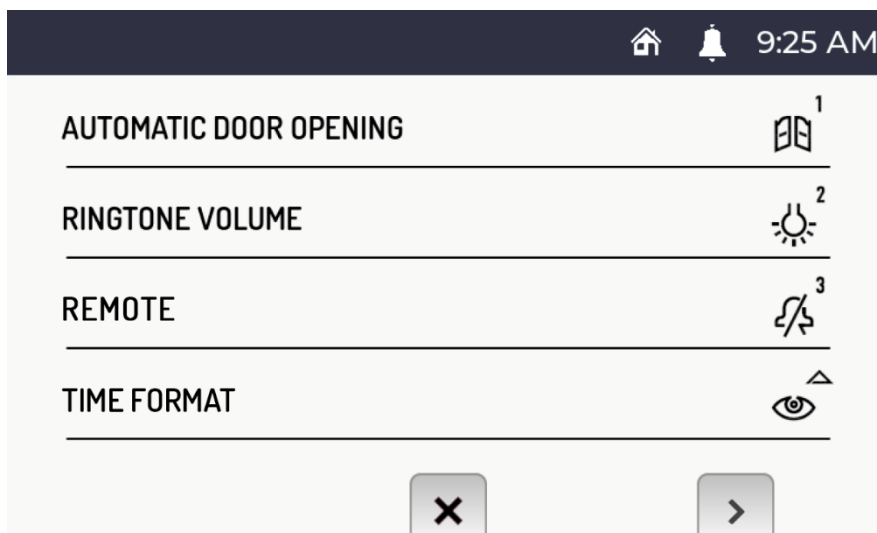 9:25 AM
AUTOMATIC DOOR OPENING 1
RINGTONE VOLUME 2
REMOTE 3
TIME FORMAT